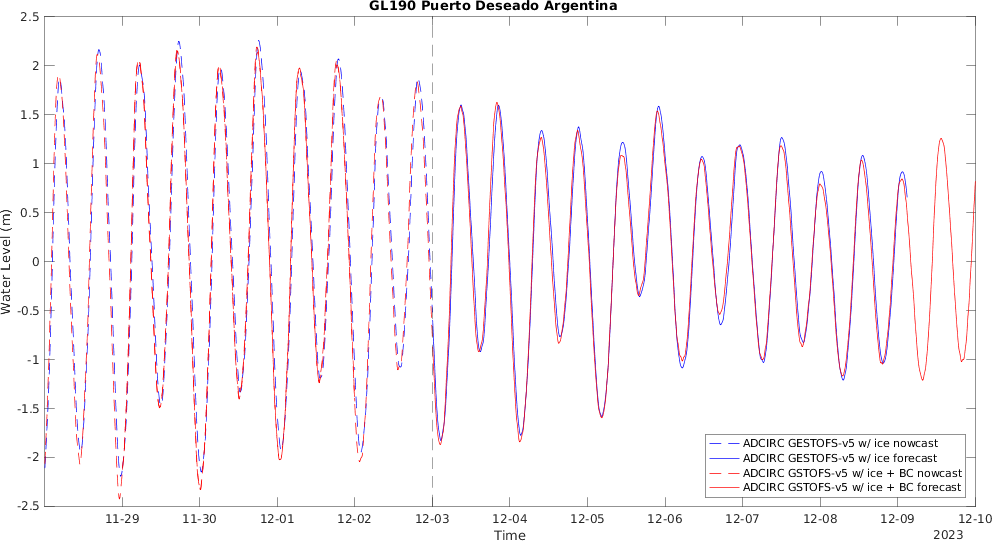 GL190 Puerto Deseado Argentina
2.5
2
1.5
1
0.5
0
-0.5
-1
-1.5
-2
-2.5
Water Level (m)
11-29 11-30 12-01 12-02 12-03 12-04 12-05 12-06 12-07 12-08 12-09 12-10
Time
2023
ADCIRC GESTOFS-v5 w/ ice nowcast
ADCIRC GESTOFS-v5 w/ ice forecast
ADCIRC GSTOFS-v5 w/ ice + BC nowcast
ADCIRC GSTOFS-v5 w/ ice + BC forecast